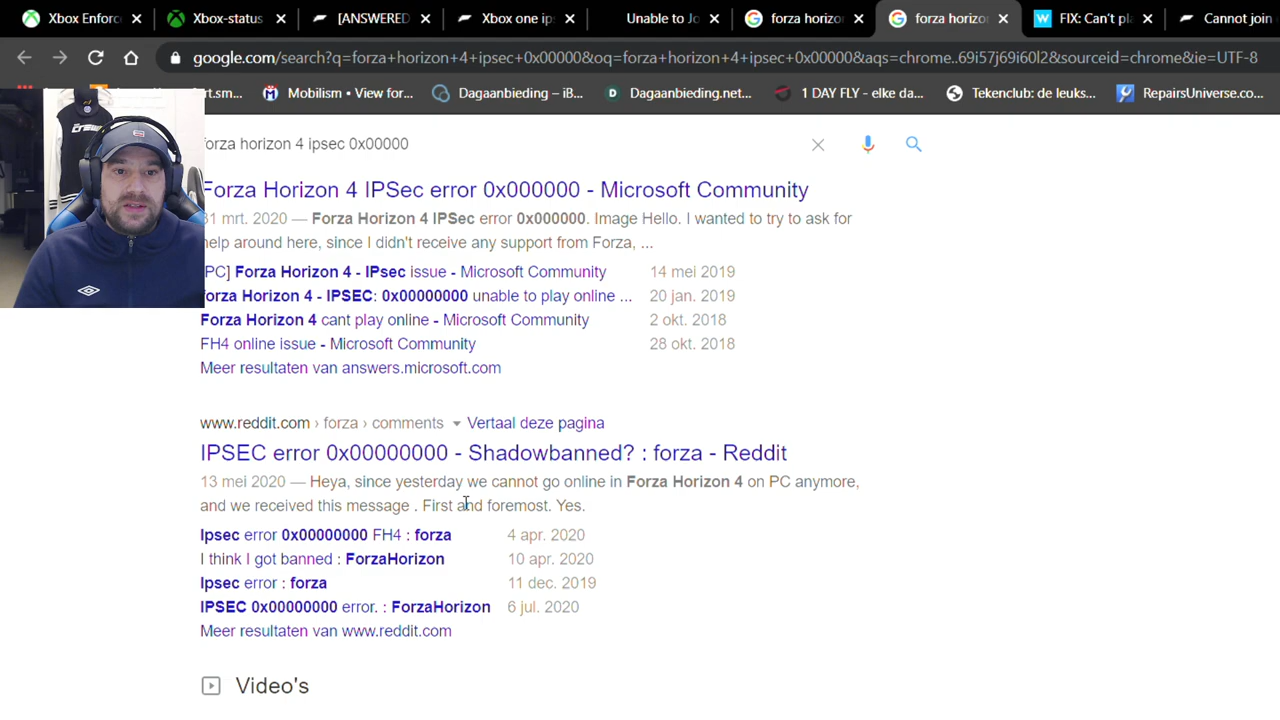 Xbox Enforc
Xbox-status
[ANSWERED
Xbox one ip
Unable to Jo
forza horizo
forza horizo
FIX: Can't pl
Cannot join
google.com/search?q=forza+horizon+4+ipsec+0x00000&oq=forza+horizon+4+ipsec+0x00000&aqs=chrome..69i57j69i60l2&sourceid=chrome&ie=UTF-8
rt.sm...
Mobilism • View for...
Dagaanbieding – iB...
Dagaanbieding.net...
1 DAY FLY - elke da...
Tekenclub: de leuks...
RepairsUniverse.co...
forza horizon 4 ipsec 0x00000
Forza Horizon 4 IPSec error 0x000000 - Microsoft Community
31 mrt. 2020 — Forza Horizon 4 IPSec error 0x000000. Image Hello. I wanted to try to ask for
help around here, since I didn't receive any support from Forza, ...
[PC] Forza Horizon 4 - IPsec issue - Microsoft Community 14 mei 2019
forza Horizon 4 - IPSEC: 0x00000000 unable to play online ... 20 jan. 2019
Forza Horizon 4 cant play online - Microsoft Community 2 okt. 2018
FH4 online issue - Microsoft Community 28 okt. 2018
Meer resultaten van answers.microsoft.com
www.reddit.com › forza › comments Vertaal deze pagina
IPSEC error 0x00000000 - Shadowbanned? : forza - Reddit
13 mei 2020 — Heya, since yesterday we cannot go online in Forza Horizon 4 on PC anymore,
and we received this message . First and foremost. Yes.
Ipsec error 0x00000000 FH4 : forza 4 apr. 2020
I think I got banned : ForzaHorizon 10 apr. 2020
Ipsec error : forza 11 dec. 2019
IPSEC 0x00000000 error. : ForzaHorizon 6 jul. 2020
Meer resultaten van www.reddit.com
Video's